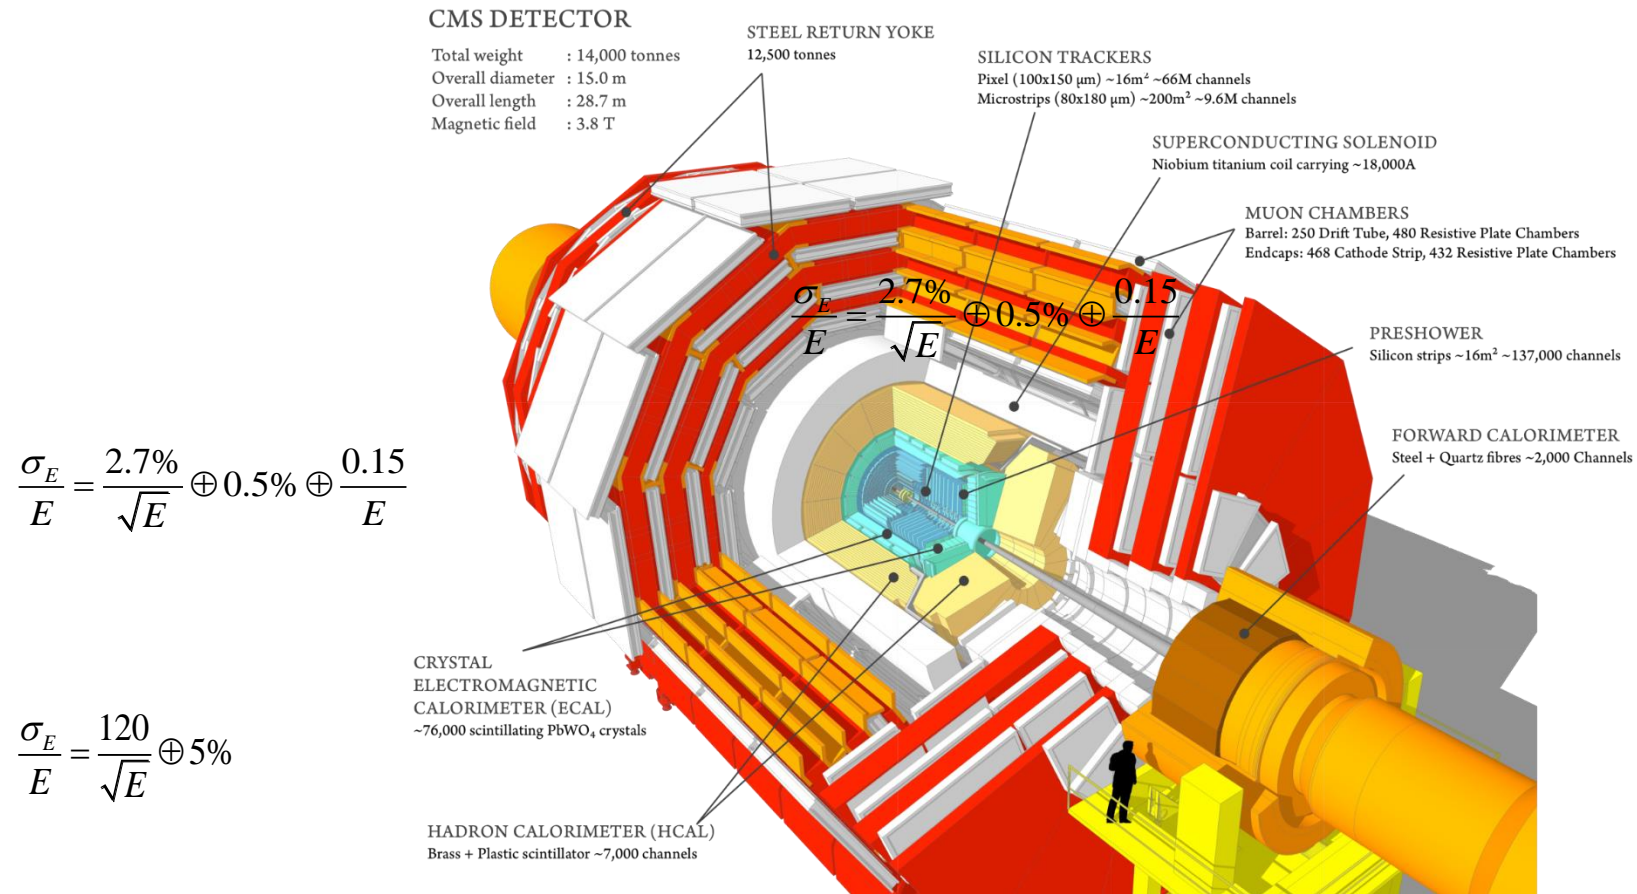 CMS DETECTOR
Total weight : 14,000 tonnes
Overall diameter : 15.0 m
Overall length : 28.7 m
Magnetic field : 3.8 T
STEEL RETURN YOKE
12,500 tonnes
SILICON TRACKERS
Pixel (100x150 μm) ~16m² ~66M channels
Microstrips (80x180 μm) ~200m² ~9.6M channels
SUPERCONDUCTING SOLENOID
Niobium titanium coil carrying ~18,000A
MUON CHAMBERS
Barrel: 250 Drift Tube, 480 Resistive Plate Chambers
Endcaps: 468 Cathode Strip, 432 Resistive Plate Chambers
σ_E/E = 2.7%/√E ⊕ 0.5% ⊕ 0.15/E
PRESHOWER
Silicon strips ~16m² ~137,000 channels
FORWARD CALORIMETER
Steel + Quartz fibres ~2,000 Channels
σ_E/E = 2.7%/√E ⊕ 0.5% ⊕ 0.15/E
CRYSTAL
ELECTROMAGNETIC
CALORIMETER (ECAL)
~76,000 scintillating PbWO₄ crystals
σ_E/E = 120/√E ⊕ 5%
HADRON CALORIMETER (HCAL)
Brass + Plastic scintillator ~7,000 channels